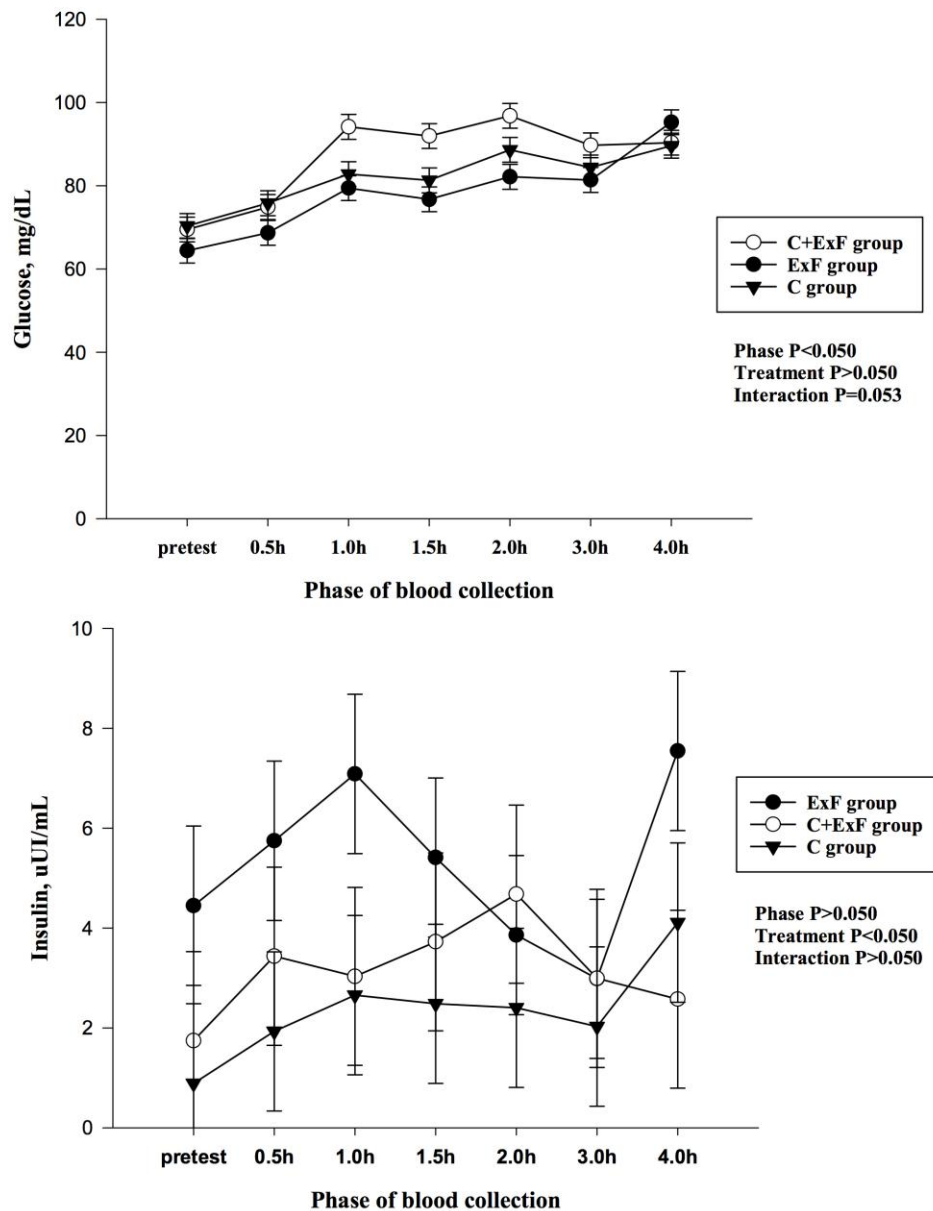 120
100
80
60
40
20
0
Glucose, mg/dL
pretest 0.5h 1.0h 1.5h 2.0h 3.0h 4.0h
Phase of blood collection
C+ExF group
ExF group
C group
Phase P<0.050
Treatment P>0.050
Interaction P=0.053
10
8
6
4
2
0
Insulin, uUI/mL
pretest 0.5h 1.0h 1.5h 2.0h 3.0h 4.0h
Phase of blood collection
ExF group
C+ExF group
C group
Phase P>0.050
Treatment P<0.050
Interaction P>0.050